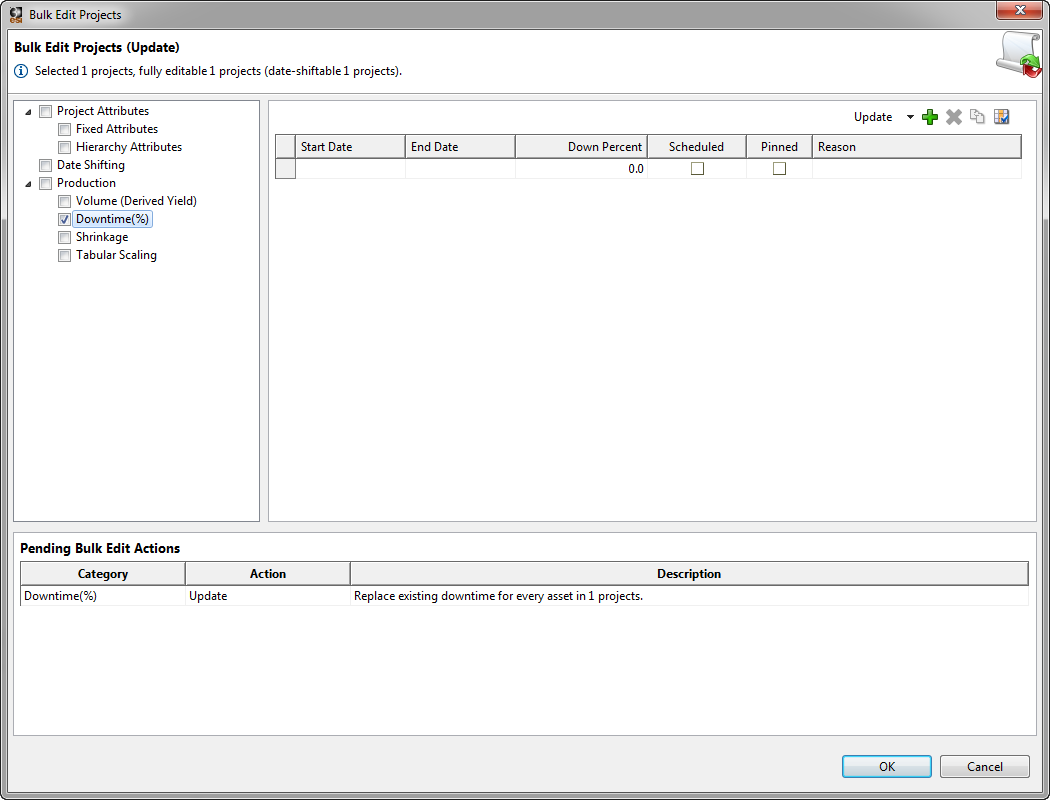 Bulk Edit Projects
Bulk Edit Projects (Update)
Selected 1 projects, fully editable 1 projects (date-shiftable 1 projects).
Project Attributes
Fixed Attributes
Hierarchy Attributes
Date Shifting
Production
Volume (Derived Yield)
Downtime(%)
Shrinkage
Tabular Scaling
Update
Start Date End Date Down Percent Scheduled Pinned Reason
0.0
Pending Bulk Edit Actions
Category Action Description
Downtime(%) Update Replace existing downtime for every asset in 1 projects.
OK Cancel